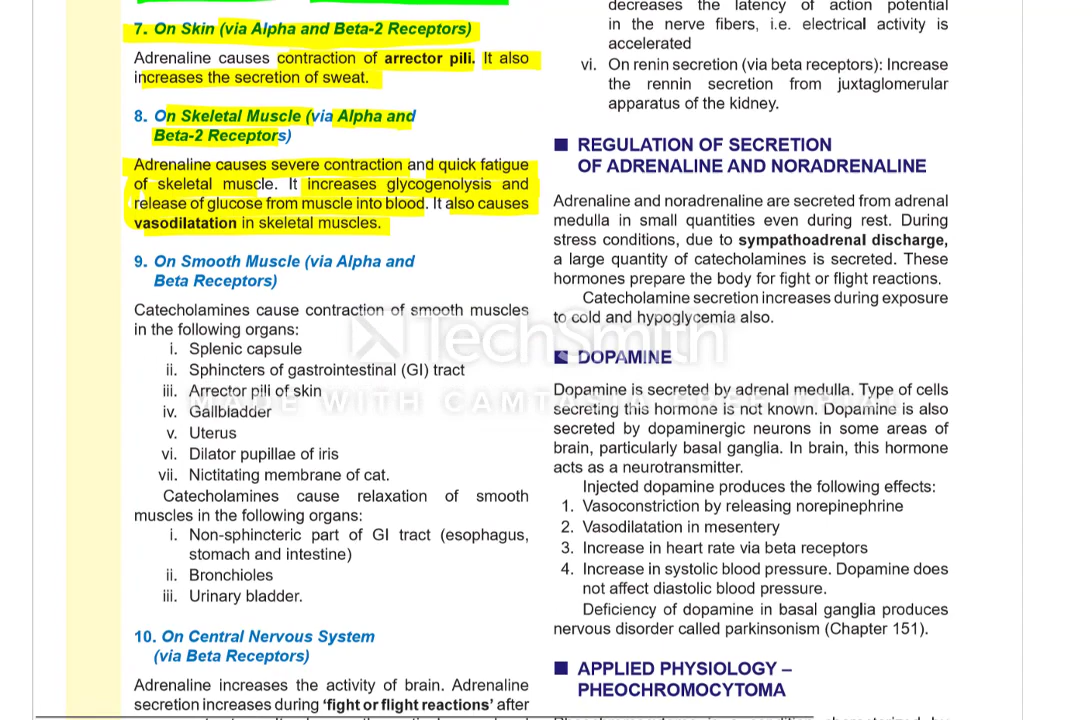 7. On Skin (via Alpha and Beta-2 Receptors)
Adrenaline causes contraction of arrector pili. It also
increases the secretion of sweat.
8. On Skeletal Muscle (via Alpha and
Beta-2 Receptors)
Adrenaline causes severe contraction and quick fatigue
of skeletal muscle. It increases glycogenolysis and
release of glucose from muscle into blood. It also causes
vasodilatation in skeletal muscles.
9. On Smooth Muscle (via Alpha and
Beta Receptors)
Catecholamines cause contraction of smooth muscles
in the following organs:
i. Splenic capsule
ii. Sphincters of gastrointestinal (GI) tract
iii. Arrector pili of skin
iv. Gallbladder
v. Uterus
vi. Dilator pupillae of iris
vii. Nictitating membrane of cat.
Catecholamines cause relaxation of smooth
muscles in the following organs:
i. Non-sphincteric part of GI tract (esophagus,
stomach and intestine)
ii. Bronchioles
iii. Urinary bladder.
10. On Central Nervous System
(via Beta Receptors)
Adrenaline increases the activity of brain. Adrenaline
secretion increases during ‘fight or flight reactions’ after
decreases the latency of action potential
in the nerve fibers, i.e. electrical activity is
accelerated
vi. On renin secretion (via beta receptors): Increase
the rennin secretion from juxtaglomerular
apparatus of the kidney.
REGULATION OF SECRETION
OF ADRENALINE AND NORADRENALINE
Adrenaline and noradrenaline are secreted from adrenal
medulla in small quantities even during rest. During
stress conditions, due to sympathoadrenal discharge,
a large quantity of catecholamines is secreted. These
hormones prepare the body for fight or flight reactions.
Catecholamine secretion increases during exposure
to cold and hypoglycemia also.
DOPAMINE
Dopamine is secreted by adrenal medulla. Type of cells
secreting this hormone is not known. Dopamine is also
secreted by dopaminergic neurons in some areas of
brain, particularly basal ganglia. In brain, this hormone
acts as a neurotransmitter.
Injected dopamine produces the following effects:
1. Vasoconstriction by releasing norepinephrine
2. Vasodilatation in mesentery
3. Increase in heart rate via beta receptors
4. Increase in systolic blood pressure. Dopamine does
not affect diastolic blood pressure.
Deficiency of dopamine in basal ganglia produces
nervous disorder called parkinsonism (Chapter 151).
APPLIED PHYSIOLOGY –
PHEOCHROMOCYTOMA
TechSmith
MADE WITH CAMTASIA FREE TRIAL